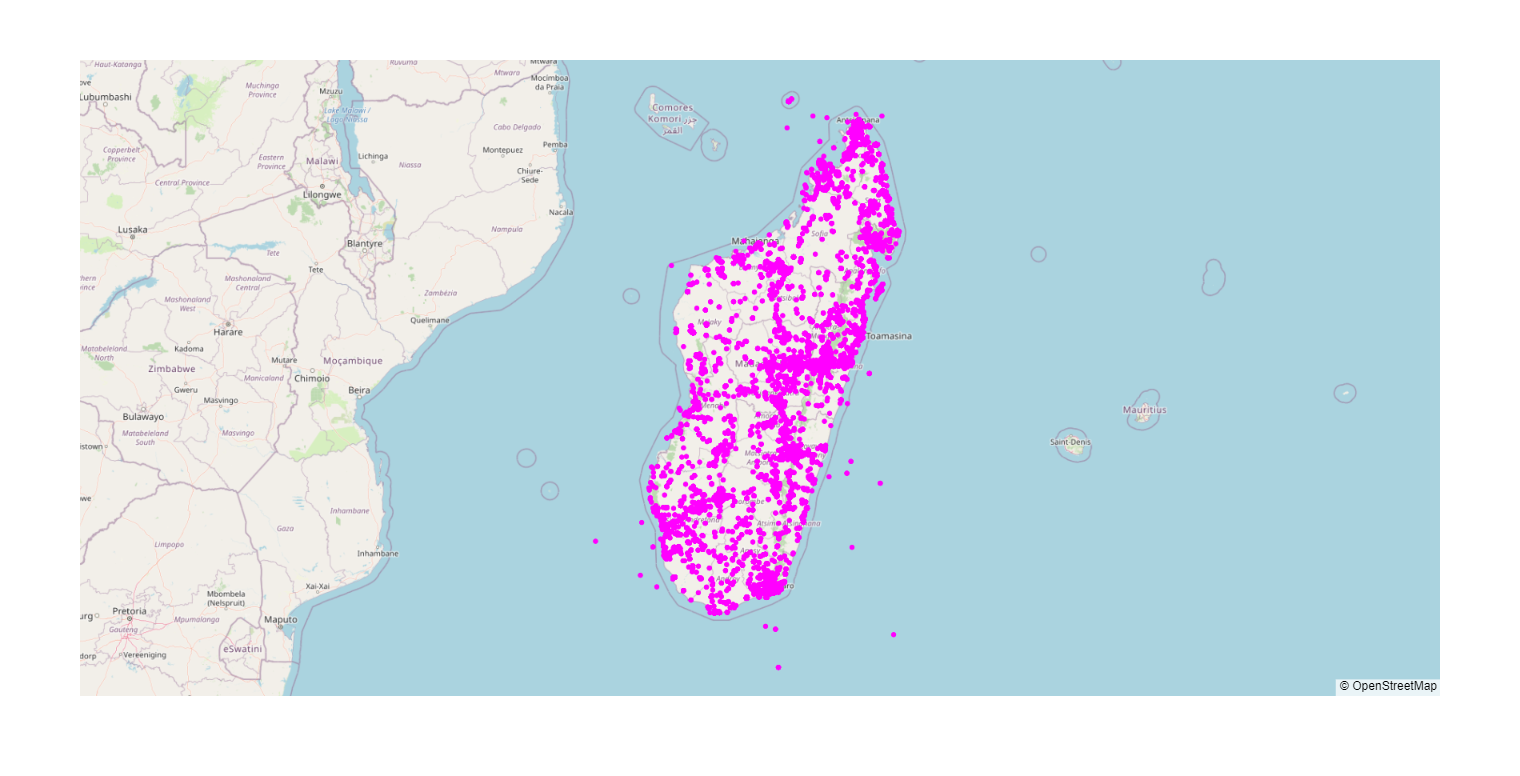 Haut-Katanga
Ruvuma
Mtwara
Mtwara
Mocimboa
da Praia
Lubumbashi
Muchinga
Province
Mzuzu
Lake Malawi /
Lago Niassa
Comores
Komori جزر
القمر
Cabo Delgado
Copperbelt
Province
Eastern
Province
Malawi
Lichinga
Niassa
Montepuez
Pemba
Chiure-
Sede
Central Province
Lilongwe
Nacala
Lusaka
Blantyre
Nampula
Sofia
Mahajanga
Tete
Tete
Mashonaland
Central
Zambézia
Mashonaland
West
Quelimane
Harare
Toamasina
Matabeleland
North
Kadoma
Zimbabwe
Mutare
Moçambique
Manicaland
Chimoio
Gweru
Masvingo
Beira
Bulawayo
Mauritius
Matabeleland
South
Masvingo
Saint-Denis
Inhambane
Gaza
Limpopo
Inhambane
Xai-Xai
Mbombela
(Nelspruit)
Pretoria
Mpumalanga
Maputo
Gauteng
eSwatini
Vereeniging
© OpenStreetMap